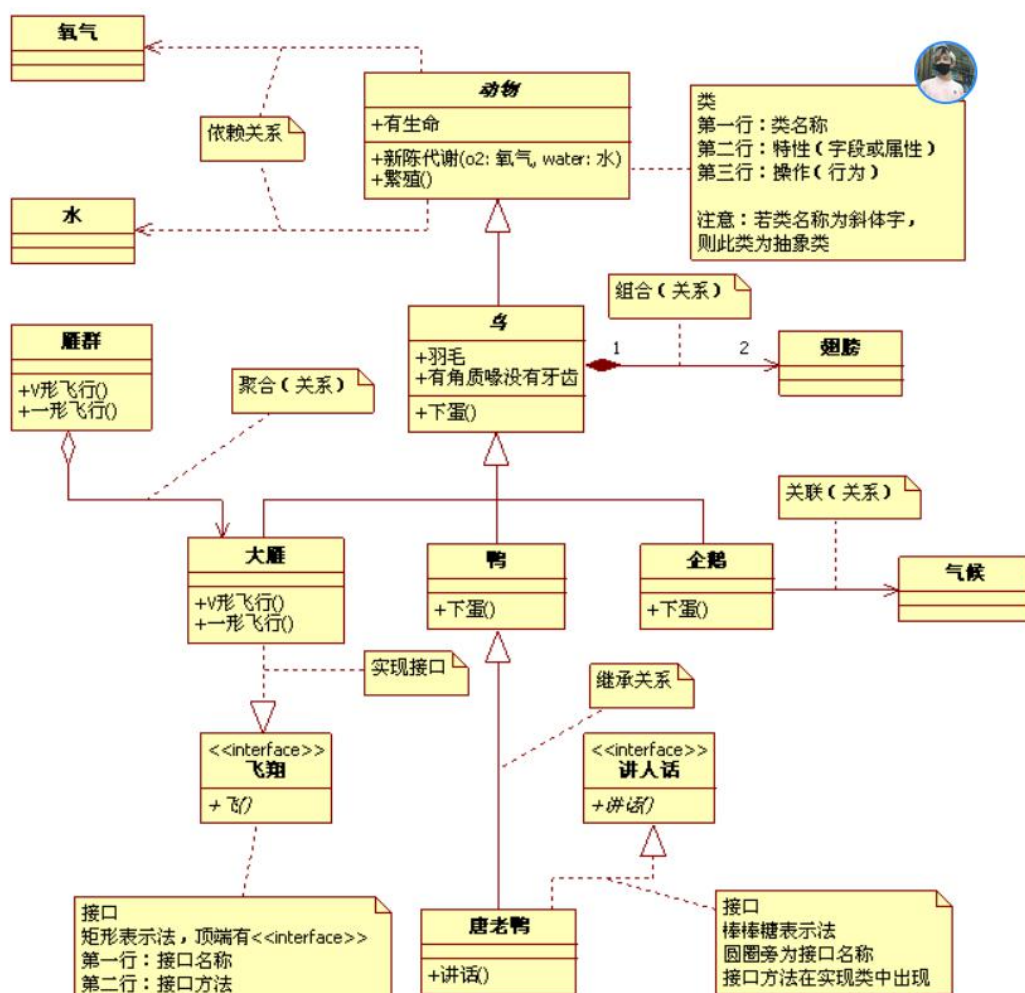 氧气
动物
+有生命
+新陈代谢(o2: 氧气, water: 水)
+繁殖()
类
第一行：类名称
第二行：特性（字段或属性）
第三行：操作（行为）
注意：若类名称为斜体字，
则此类为抽象类
依赖关系
水
组合（关系）
雁群
+V形飞行()
+一形飞行()
鸟
+羽毛
+有角质喙没有牙齿
+下蛋()
1
2
翅膀
聚合（关系）
关联（关系）
大雁
+V形飞行()
+一形飞行()
鸭
+下蛋()
企鹅
+下蛋()
气候
实现接口
继承关系
<<interface>>
飞翔
+飞()
<<interface>>
讲人话
+讲话()
接口
矩形表示法，顶端有<<interface>>
第一行：接口名称
第二行：接口方法
唐老鸭
+讲话()
接口
棒棒糖表示法
圆圈旁为接口名称
接口方法在实现类中出现